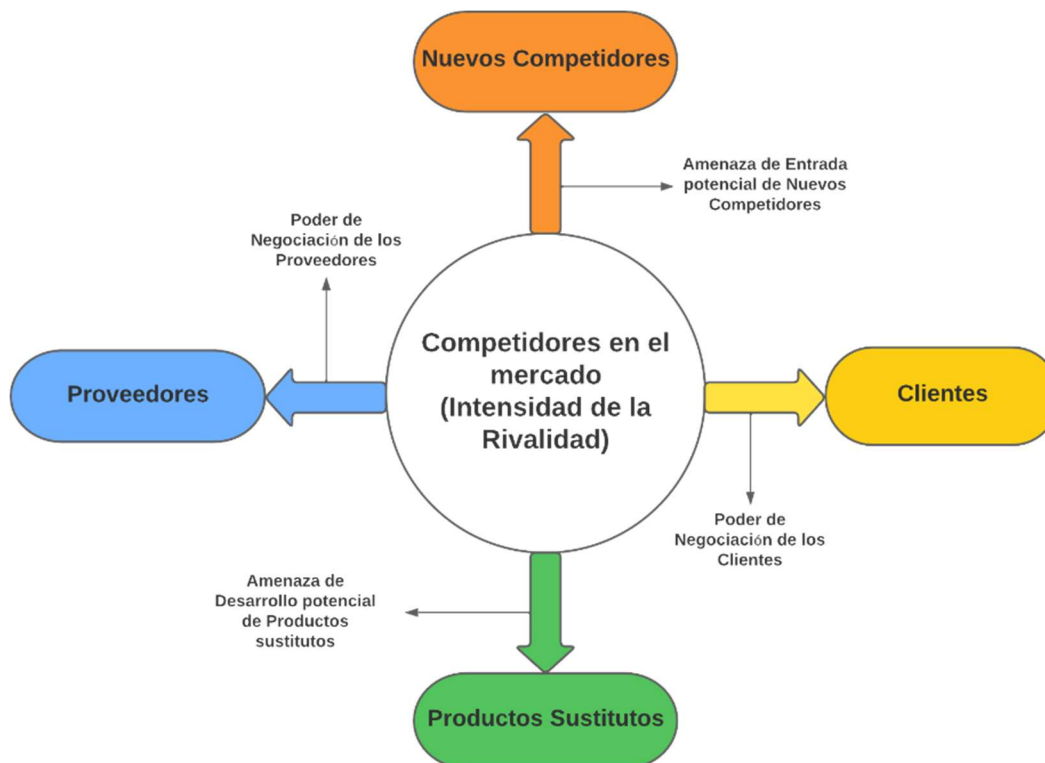 Nuevos Competidores
Amenaza de Entrada
potencial de Nuevos
Competidores
Poder de
Negociación de los
Proveedores
Competidores en el
mercado
(Intensidad de la
Rivalidad)
Proveedores
Clientes
Poder de
Negociación de los
Clientes
Amenaza de
Desarrollo potencial
de Productos
sustitutos
Productos Sustitutos